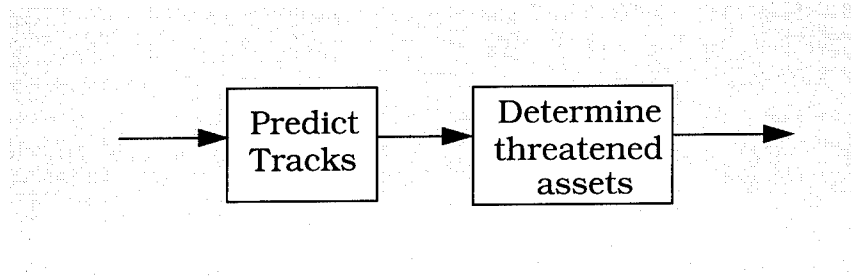 Predict
Tracks
Determine
threatened
assets